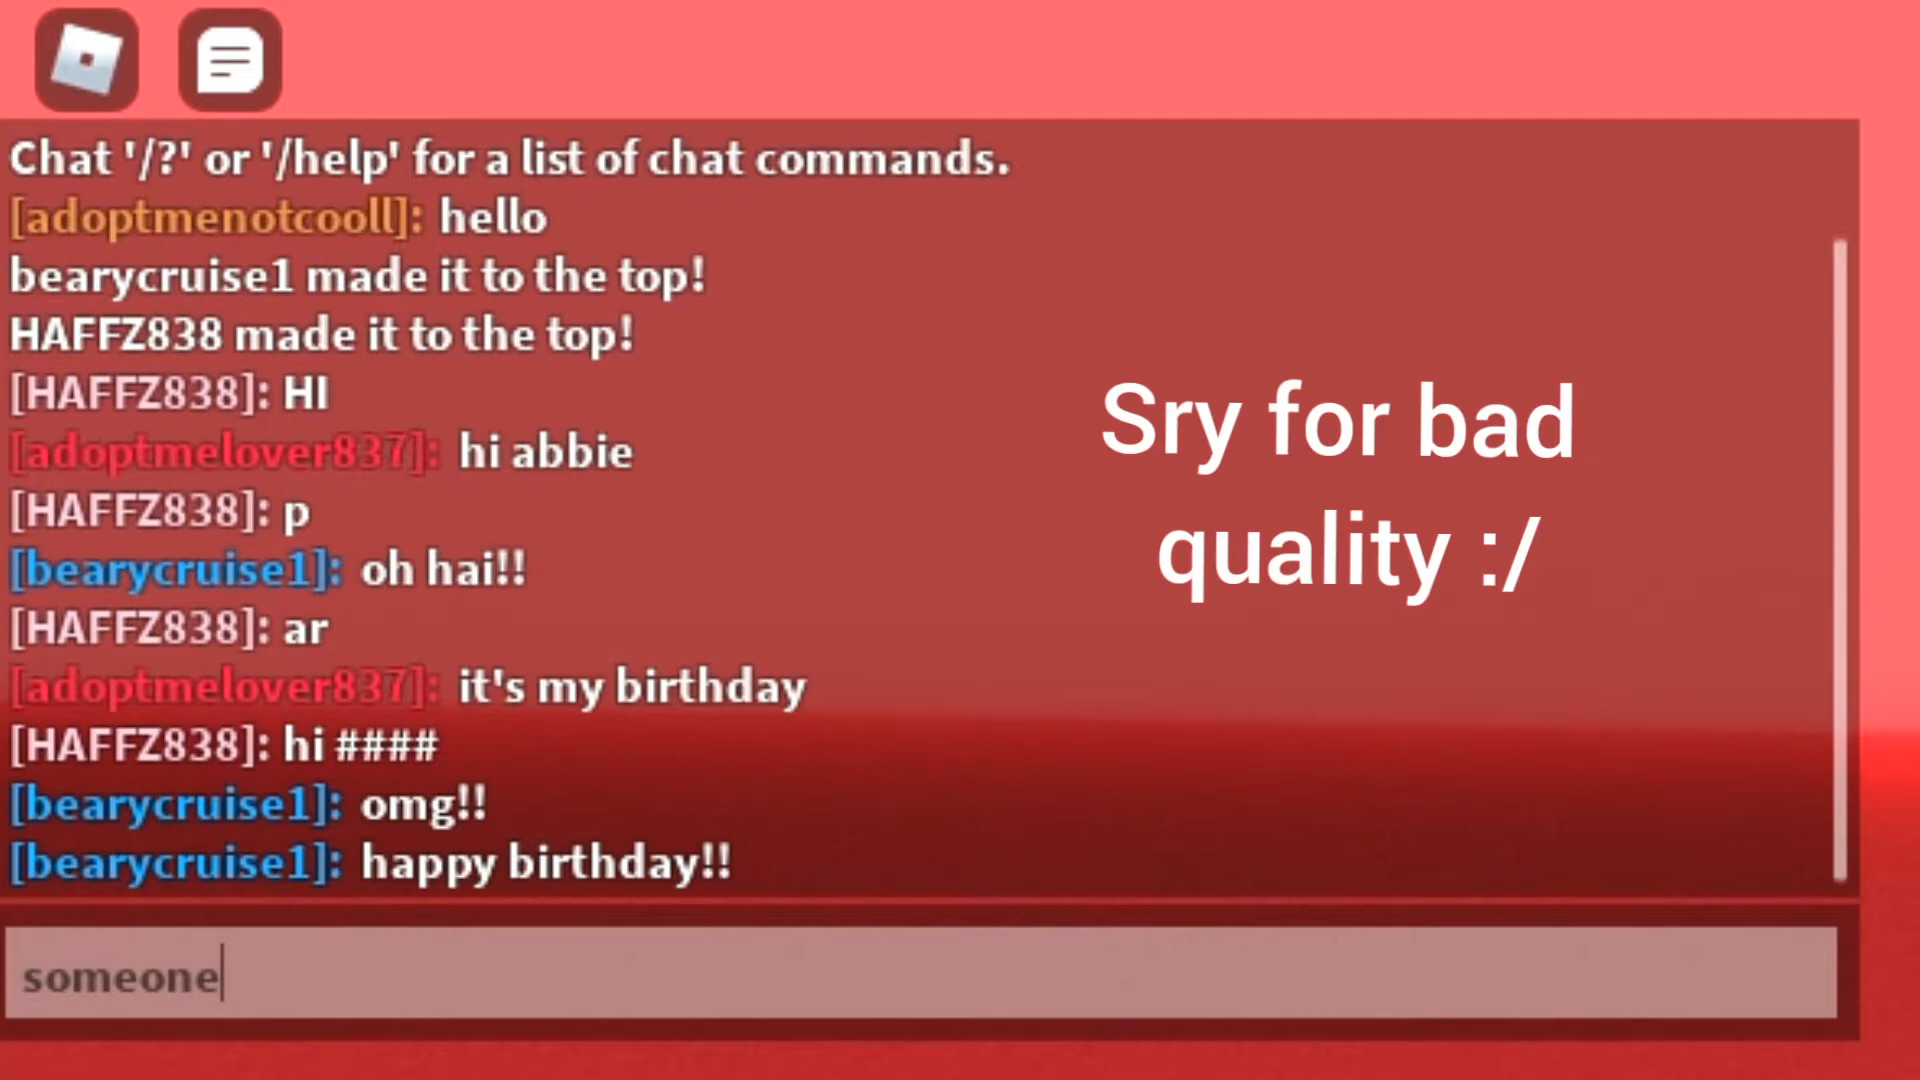 Chat '/?' or '/help' for a list of chat commands.
[adoptmenotcooll]: hello
bearycruise1 made it to the top!
HAFFZ838 made it to the top!
[HAFFZ838]: HI
[adoptmelover837]: hi abbie
[HAFFZ838]: p
[bearycruise1]: oh hai!!
[HAFFZ838]: ar
[adoptmelover837]: it's my birthday
[HAFFZ838]: hi ####
[bearycruise1]: omg!!
[bearycruise1]: happy birthday!!
someone
Sry for bad
quality :/